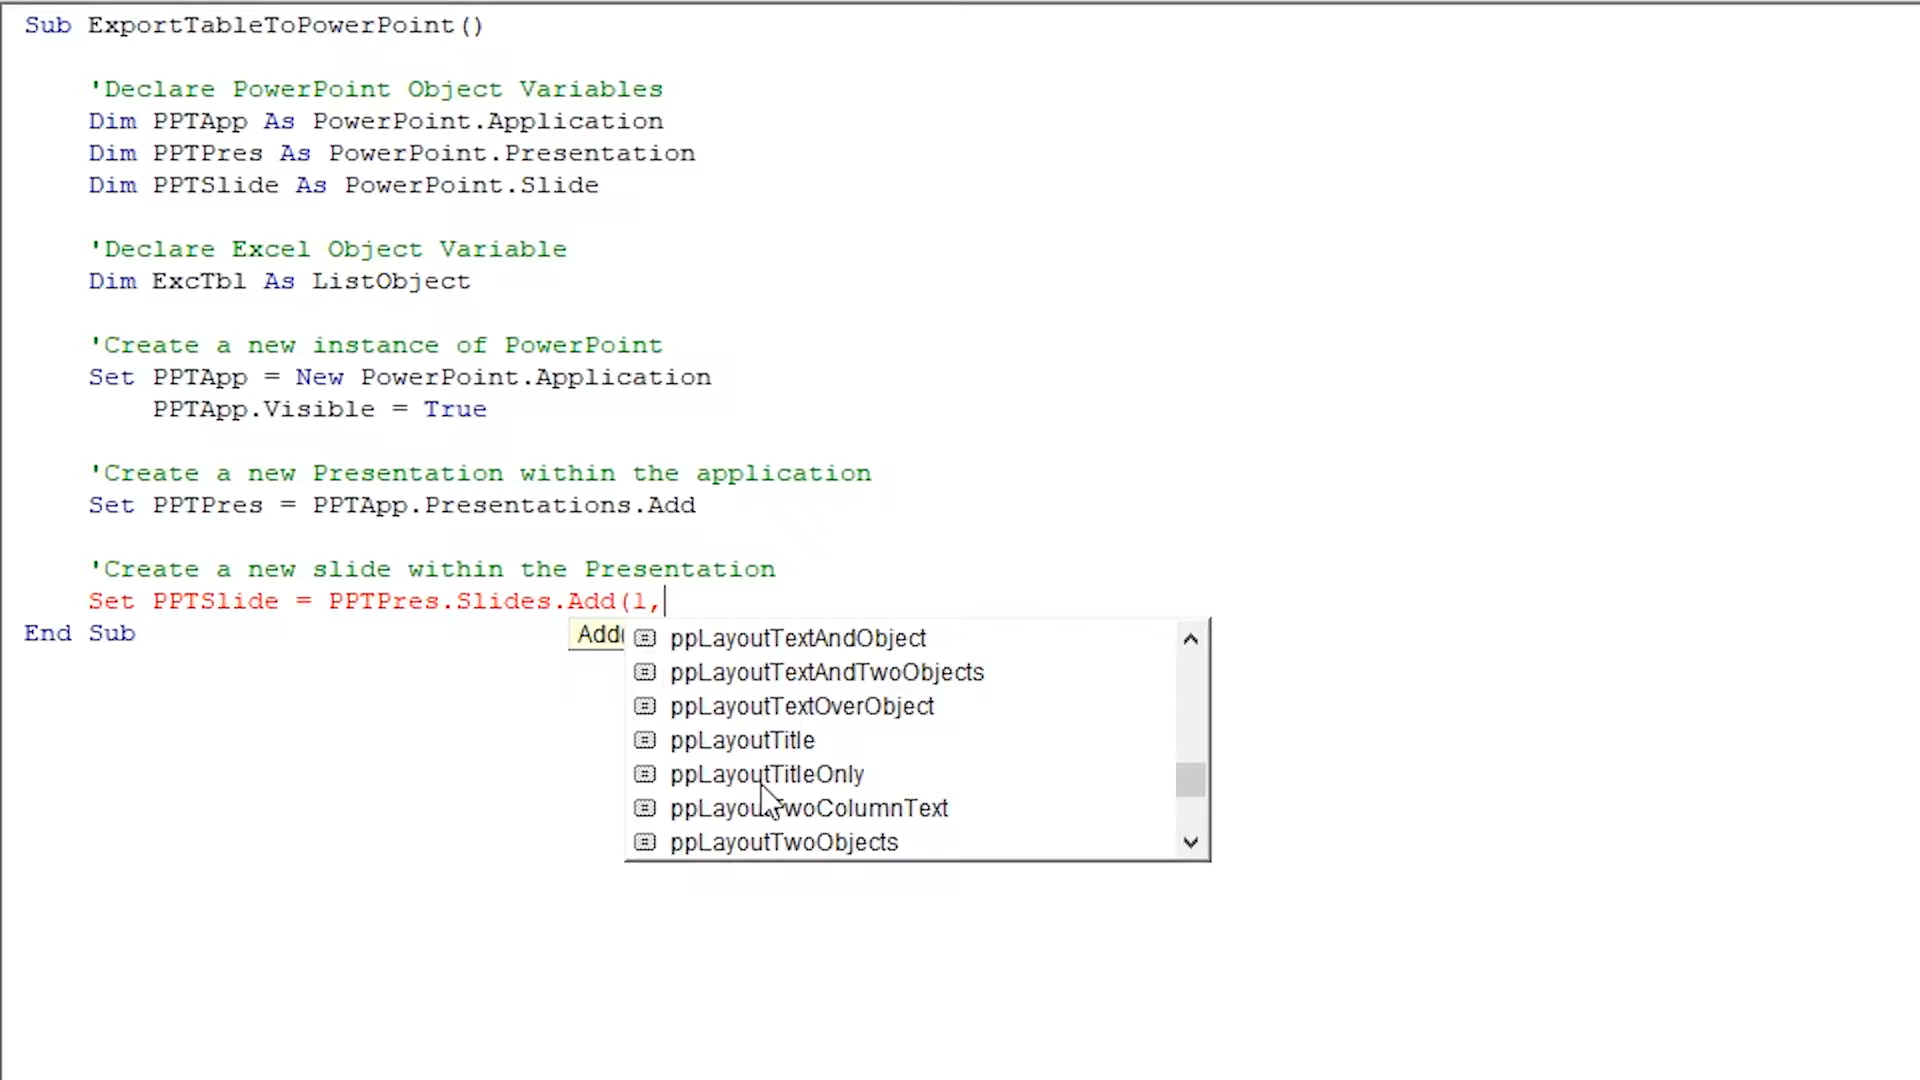 Sub ExportTableToPowerPoint()
'Declare PowerPoint Object Variables
Dim PPTApp As PowerPoint.Application
Dim PPTPres As PowerPoint.Presentation
Dim PPTSlide As PowerPoint.Slide
'Declare Excel Object Variable
Dim ExcTbl As ListObject
'Create a new instance of PowerPoint
Set PPTApp = New PowerPoint.Application
PPTApp.Visible = True
'Create a new Presentation within the application
Set PPTPres = PPTApp.Presentations.Add
'Create a new slide within the Presentation
Set PPTSlide = PPTPres.Slides.Add(1,
End Sub
Add(
ppLayoutTextAndObject
ppLayoutTextAndTwoObjects
ppLayoutTextOverObject
ppLayoutTitle
ppLayoutTitleOnly
ppLayoutTwoColumnText
ppLayoutTwoObjects